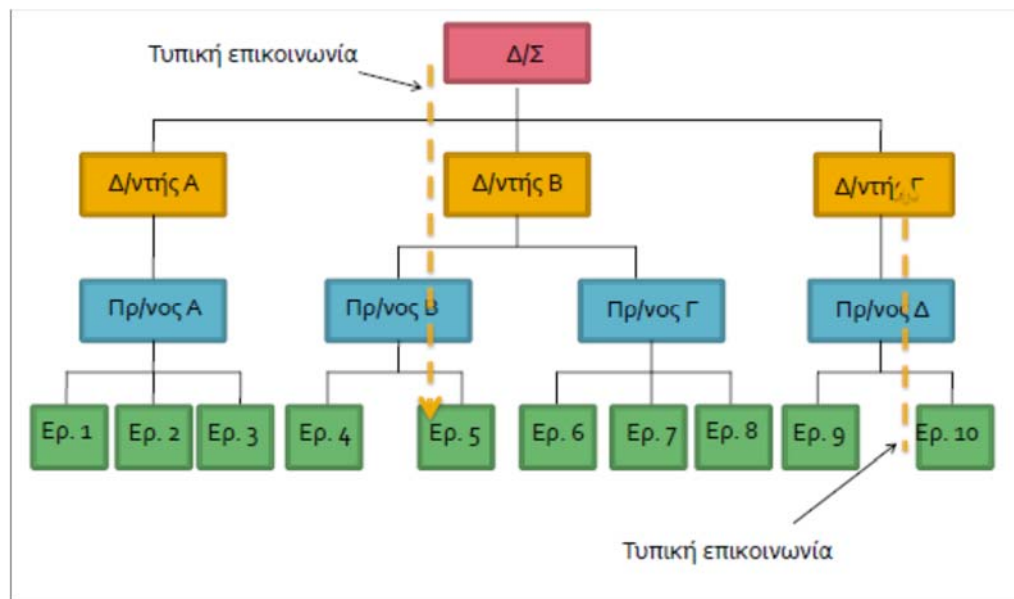 Τυπική επικοινωνία
Δ/Σ
Δ/ντής Α
Δ/ντής Β
Δ/ντής Γ
Πρ/νος Α
Πρ/νος Β
Πρ/νος Γ
Πρ/νος Δ
Ερ. 1
Ερ. 2
Ερ. 3
Ερ. 4
Ερ. 5
Ερ. 6
Ερ. 7
Ερ. 8
Ερ. 9
Ερ. 10
Τυπική επικοινωνία